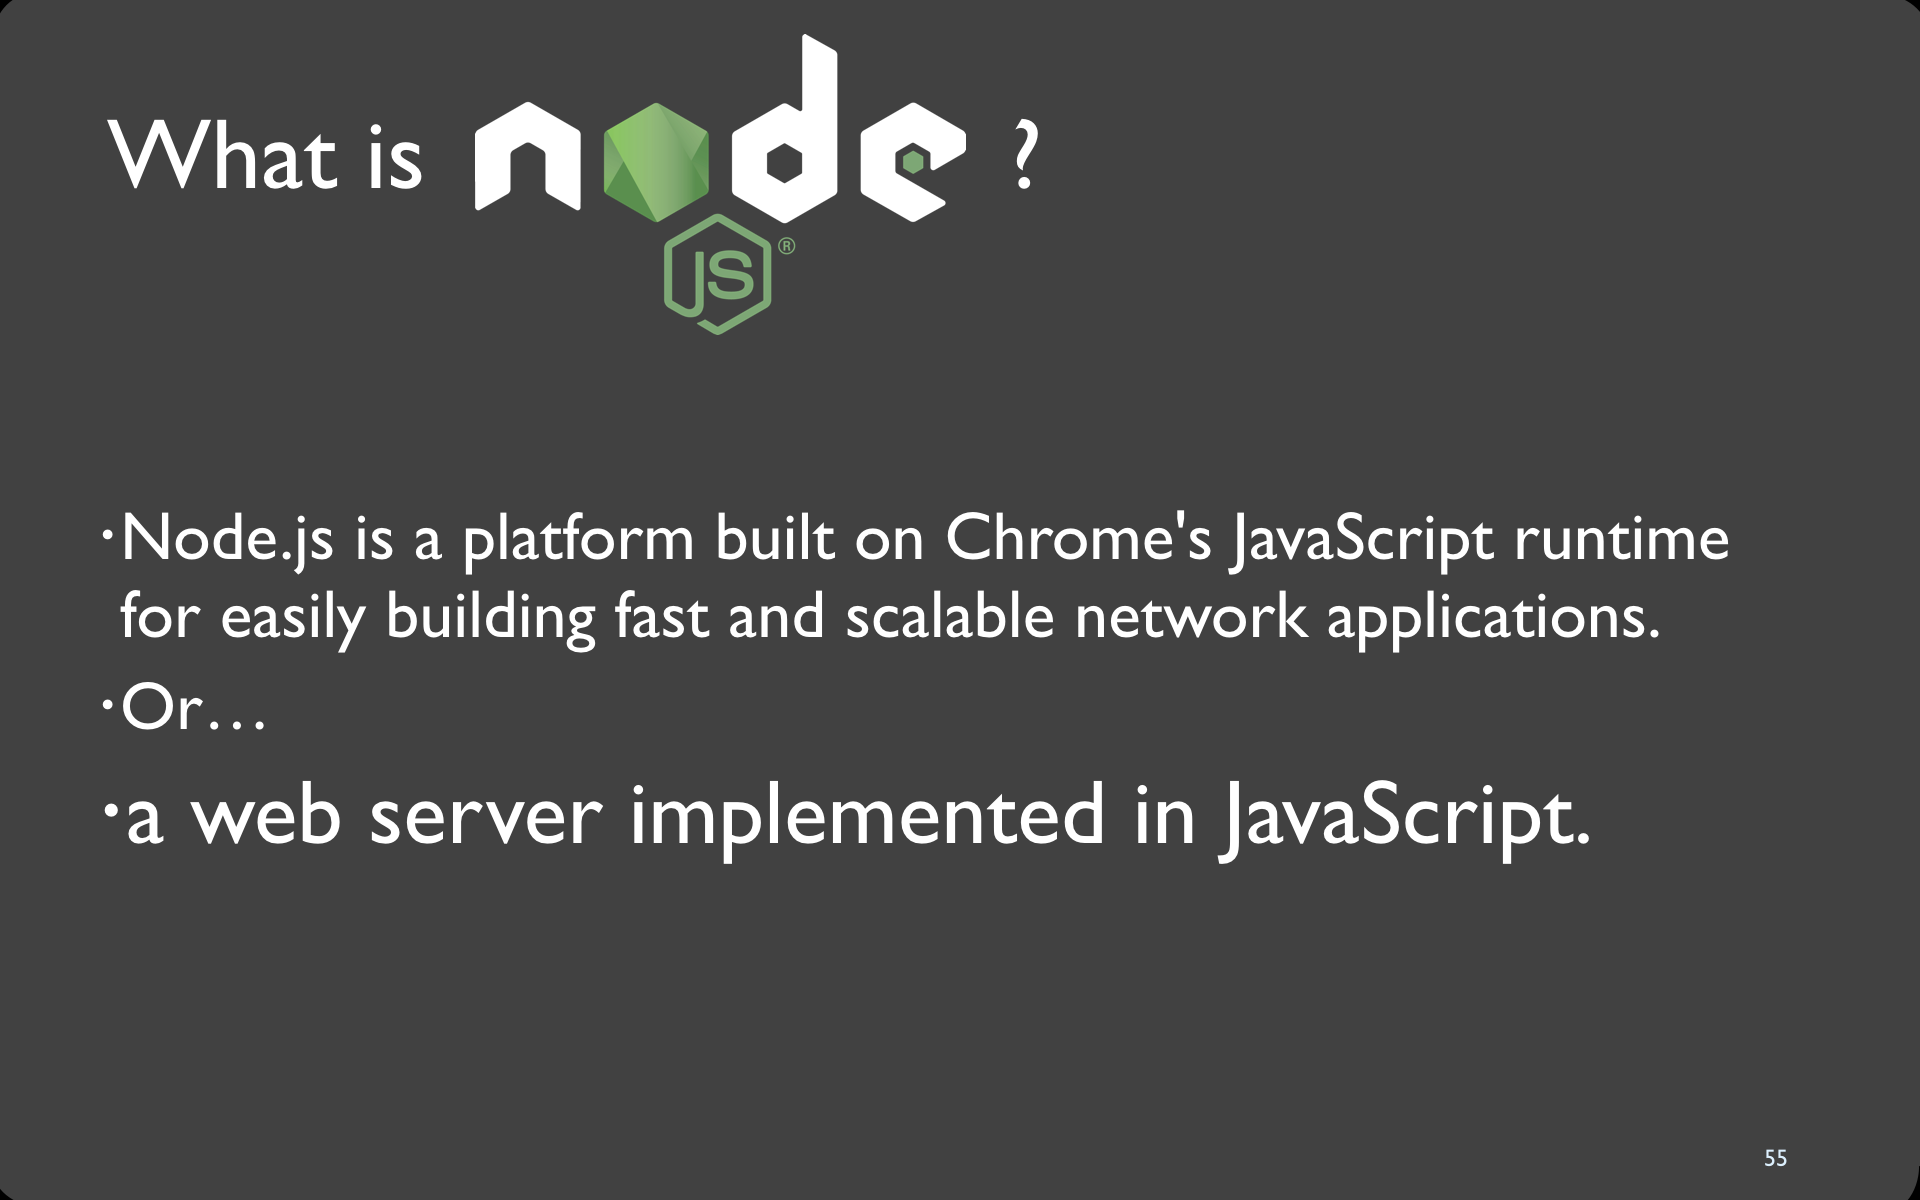 What is node ?
JS ®
•Node.js is a platform built on Chrome's JavaScript runtime
for easily building fast and scalable network applications.
•Or…
•a web server implemented in JavaScript.
55